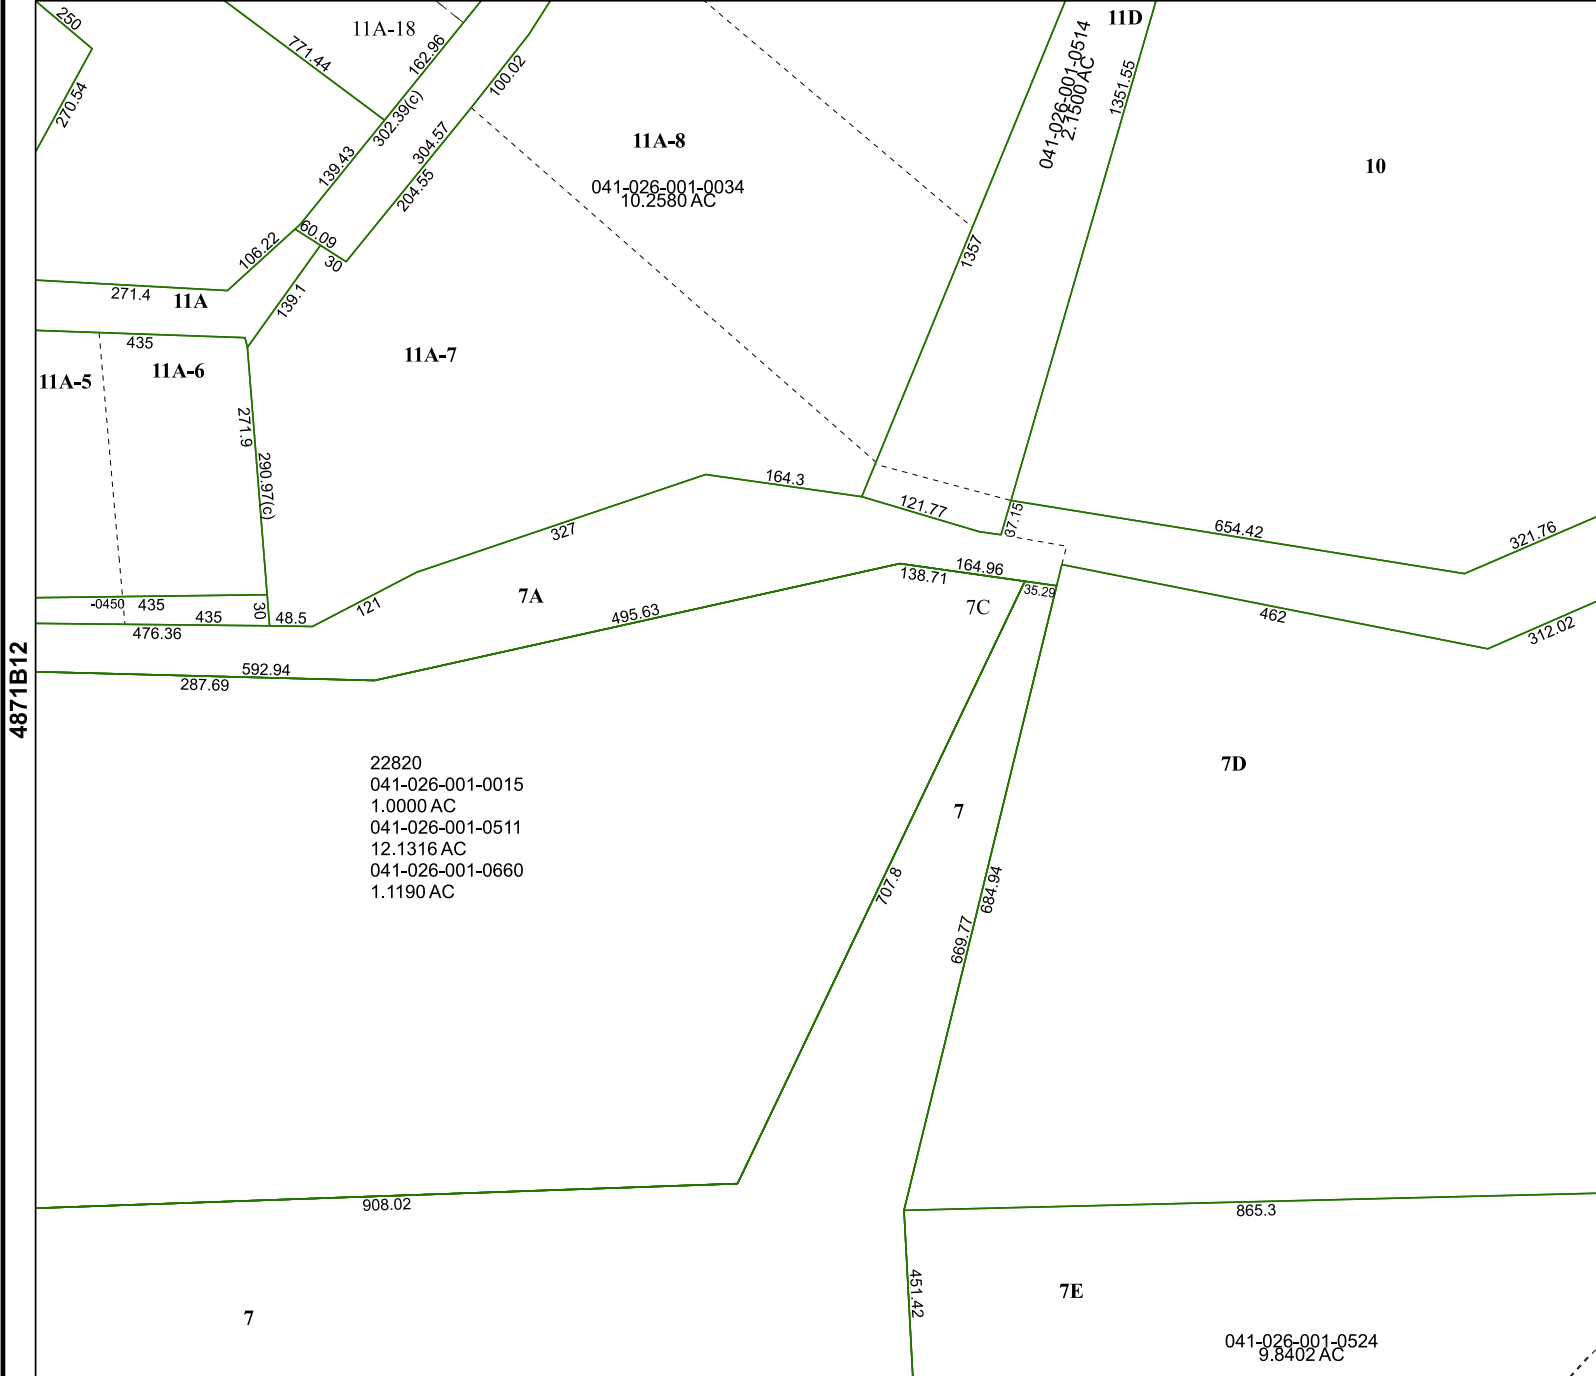 250
270.54
771.44
11A-18
162.96
302.39(c)
139.43
100.02
304.57
204.55
60.09
30
106.22
139.1
271.4
11A
11A-8
041-026-001-0034
10.2580 AC
1357
11D
041-026-001-0514
2.1500 AC
1351.55
10
435
11A-5
11A-6
11A-7
271.9
290.97(c)
30
-0450
435
435
476.36
48.5
121
327
164.3
121.77
37.15
654.42
321.76
7A
495.63
138.71
164.96
35.29
7C
462
312.02
592.94
287.69
4871B12
22820
041-026-001-0015
1.0000 AC
041-026-001-0511
12.1316 AC
041-026-001-0660
1.1190 AC
7
7D
707.8
684.94
669.77
908.02
865.3
451.42
7
7E
041-026-001-0524
9.8402 AC